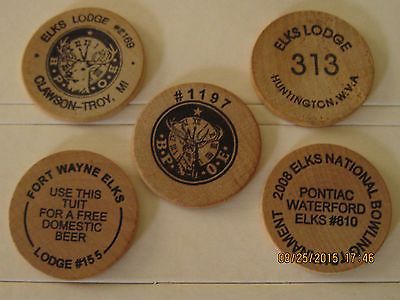 ELKS LODGE #2169
B.P.O.E.
CLAWSON-TROY, MI
ELKS LODGE
313
HUNTINGTON, W.V.A
#1197
B.P.O.E.
FORT WAYNE ELKS
USE THIS
TUIT
FOR A FREE
DOMESTIC
BEER
LODGE #155
2008 ELKS NATIONAL BOWLING TOURNAMENT
PONTIAC
WATERFORD
ELKS #810
09/25/2015 17:46